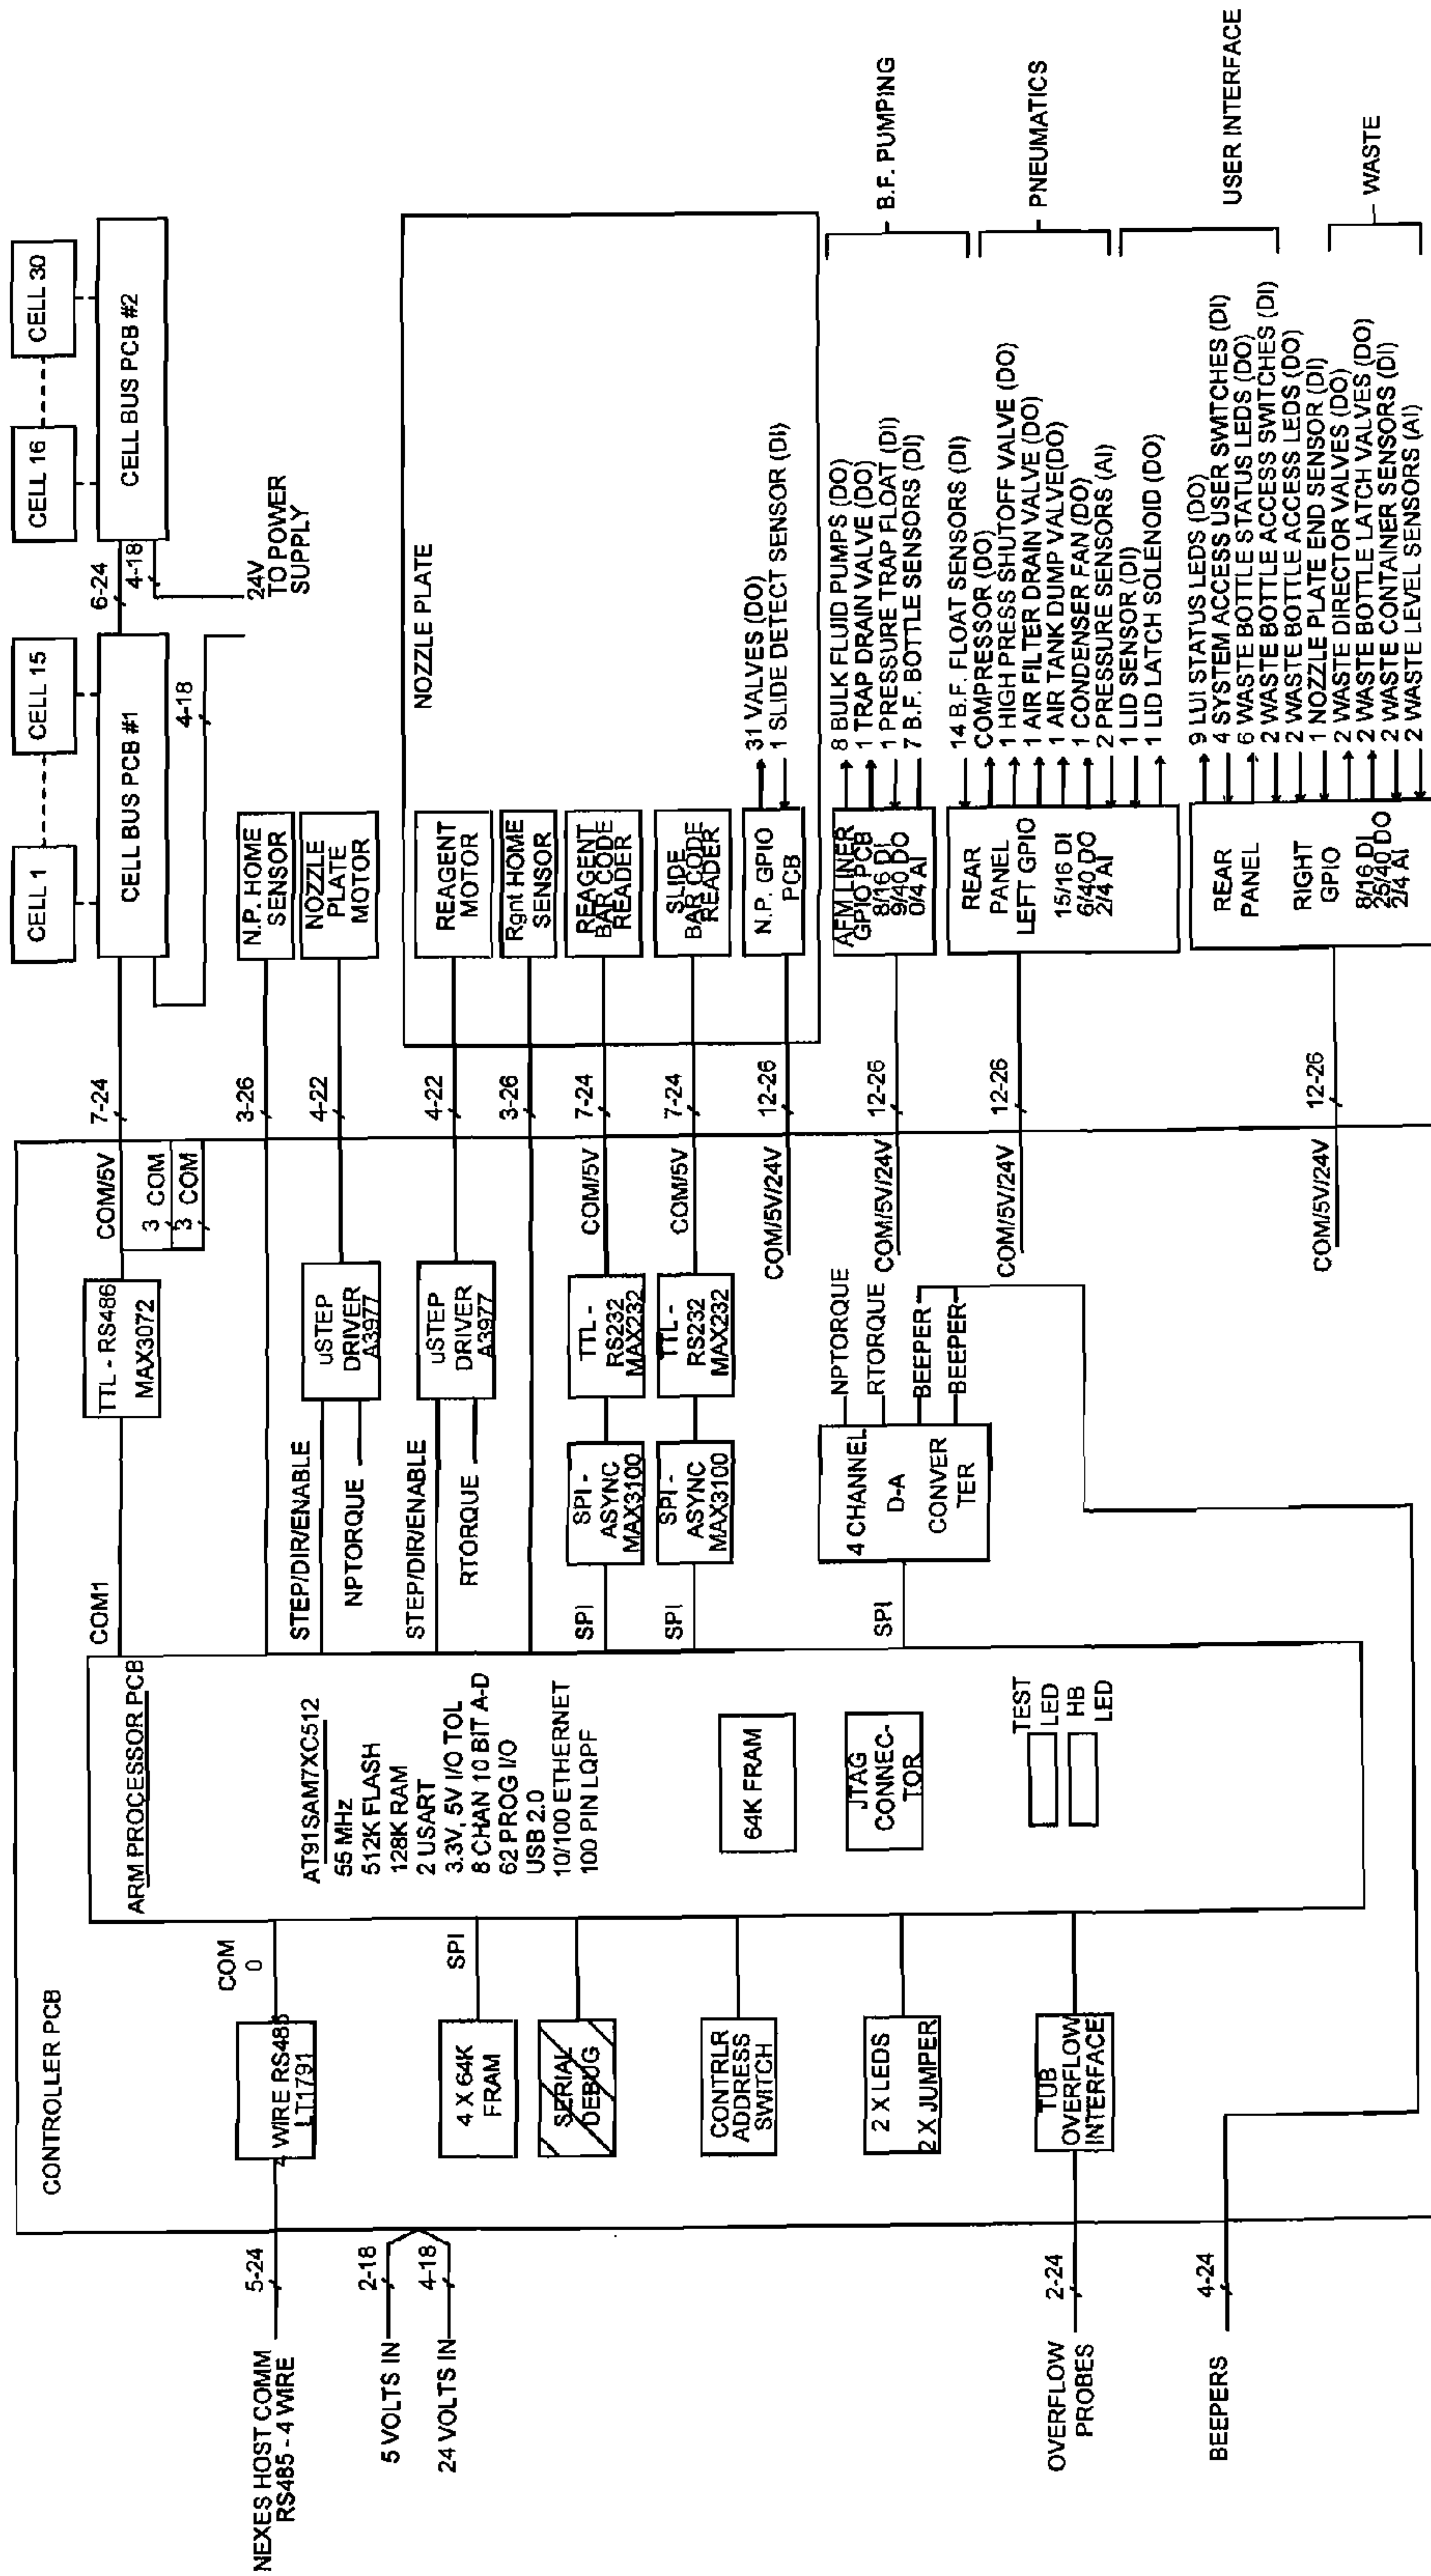 CELL 1
CELL 15
CELL 16
CELL 30
CELL BUS PCB #1
CELL BUS PCB #2
6-24
4-18
4-18
24V
TO POWER
SUPPLY
7-24
COM/5V
3 COM
3 COM
TTL - RS486
MAX3072
COM1
CONTROLLER PCB
ARM PROCESSOR PCB
AT91SAM7XC512
55 MHz
512K FLASH
128K RAM
2 USART
3.3V, 5V I/O TOL
8 CHAN 10 BIT A-D
62 PROG I/O
USB 2.0
10/100 ETHERNET
100 PIN LQPF
64K FRAM
JTAG
CONNEC-
TOR
TEST
LED
HB
LED
NEXES HOST COMM
RS485 - 4 WIRE
5-24
4 WIRE RS485
LT1791
COM
0
5 VOLTS IN
2-18
24 VOLTS IN
4-18
4 X 64K
FRAM
SPI
SERIAL
DEBUG
CONTRLR
ADDRESS
SWITCH
2 X LEDS
2 X JUMPER
OVERFLOW
PROBES
2-24
TUB
OVERFLOW
INTERFACE
BEEPERS
4-24
STEP/DIR/ENABLE
NPTORQUE
uSTEP
DRIVER
A3977
STEP/DIR/ENABLE
RTORQUE
uSTEP
DRIVER
A3977
SPI
SPI -
ASYNC
MAX3100
TTL -
RS232
MAX232
COM/5V
SPI
SPI -
ASYNC
MAX3100
TTL -
RS232
MAX232
COM/5V
SPI
4 CHANNEL
D-A
CONVER
TER
NPTORQUE
RTORQUE
BEEPER
BEEPER
COM/5V/24V
COM/5V/24V
COM/5V/24V
COM/5V/24V
3-26
4-22
4-22
3-26
7-24
7-24
12-26
12-26
12-26
12-26
N.P. HOME
SENSOR
NOZZLE
PLATE
MOTOR
NOZZLE PLATE
REAGENT
MOTOR
Rgnt HOME
SENSOR
REAGENT
BAR CODE
READER
SLIDE
BAR CODE
READER
N.P. GPIO
PCB
31 VALVES (DO)
1 SLIDE DETECT SENSOR (DI)
AFM LINER
GPIO PCB
8/16 DI
9/40 DO
0/4 AI
8 BULK FLUID PUMPS (DO)
1 TRAP DRAIN VALVE (DO)
1 PRESSURE TRAP FLOAT (DI)
7 B.F. BOTTLE SENSORS (DI)
B.F. PUMPING
REAR
PANEL
LEFT GPIO
15/16 DI
6/40 DO
2/4 AI
14 B.F. FLOAT SENSORS (DI)
COMPRESSOR (DO)
1 HIGH PRESS SHUTOFF VALVE (DO)
1 AIR FILTER DRAIN VALVE (DO)
1 AIR TANK DUMP VALVE(DO)
1 CONDENSER FAN (DO)
2 PRESSURE SENSORS (AI)
1 LID SENSOR (DI)
1 LID LATCH SOLENOID (DO)
PNEUMATICS
REAR
PANEL
RIGHT
GPIO
8/16 DI
25/40 DO
2/4 AI
9 LUI STATUS LEDS (DO)
4 SYSTEM ACCESS USER SWITCHES (DI)
6 WASTE BOTTLE STATUS LEDS (DO)
2 WASTE BOTTLE ACCESS SWITCHES (DI)
2 WASTE BOTTLE ACCESS LEDS (DO)
1 NOZZLE PLATE END SENSOR (DI)
2 WASTE DIRECTOR VALVES (DO)
2 WASTE BOTTLE LATCH VALVES (DO)
2 WASTE CONTAINER SENSORS (DI)
2 WASTE LEVEL SENSORS (AI)
USER INTERFACE
WASTE